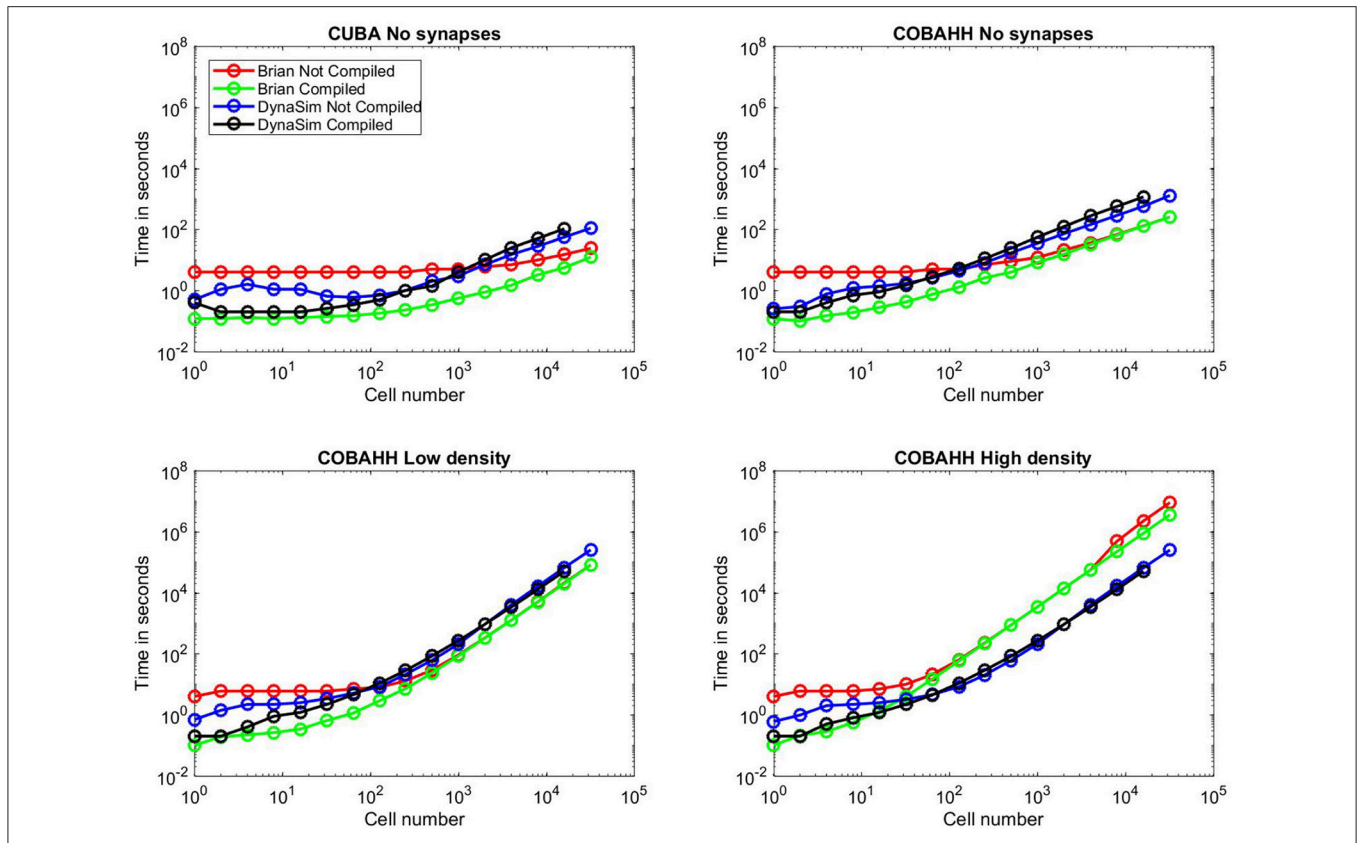 CUBA No synapses
10^8
10^6
10^4
10^2
10^0
10^-2
Time in seconds
Brian Not Compiled
Brian Compiled
DynaSim Not Compiled
DynaSim Compiled
10^0 10^1 10^2 10^3 10^4 10^5
Cell number
COBAHH No synapses
10^8
10^6
10^4
10^2
10^0
10^-2
Time in seconds
10^0 10^1 10^2 10^3 10^4 10^5
Cell number
COBAHH Low density
10^8
10^6
10^4
10^2
10^0
10^-2
Time in seconds
10^0 10^1 10^2 10^3 10^4 10^5
Cell number
COBAHH High density
10^8
10^6
10^4
10^2
10^0
10^-2
Time in seconds
10^0 10^1 10^2 10^3 10^4 10^5
Cell number